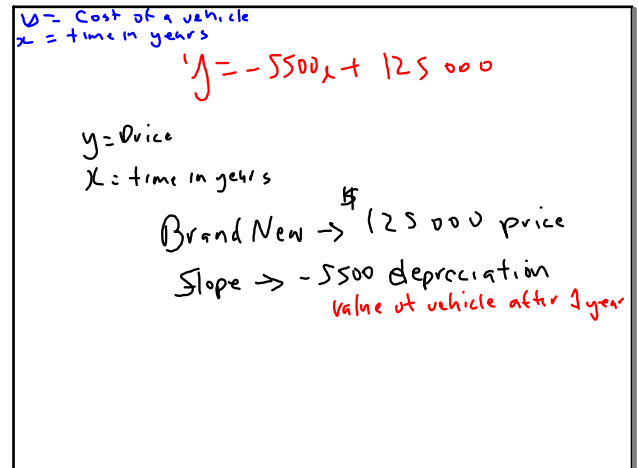 y = Cost of a vehicle
x = time in years
y = -5500x + 125 000
y = Price
x = time in years
Brand New → $125 000 price
Slope → -5500 depreciation
value of vehicle after 1 year